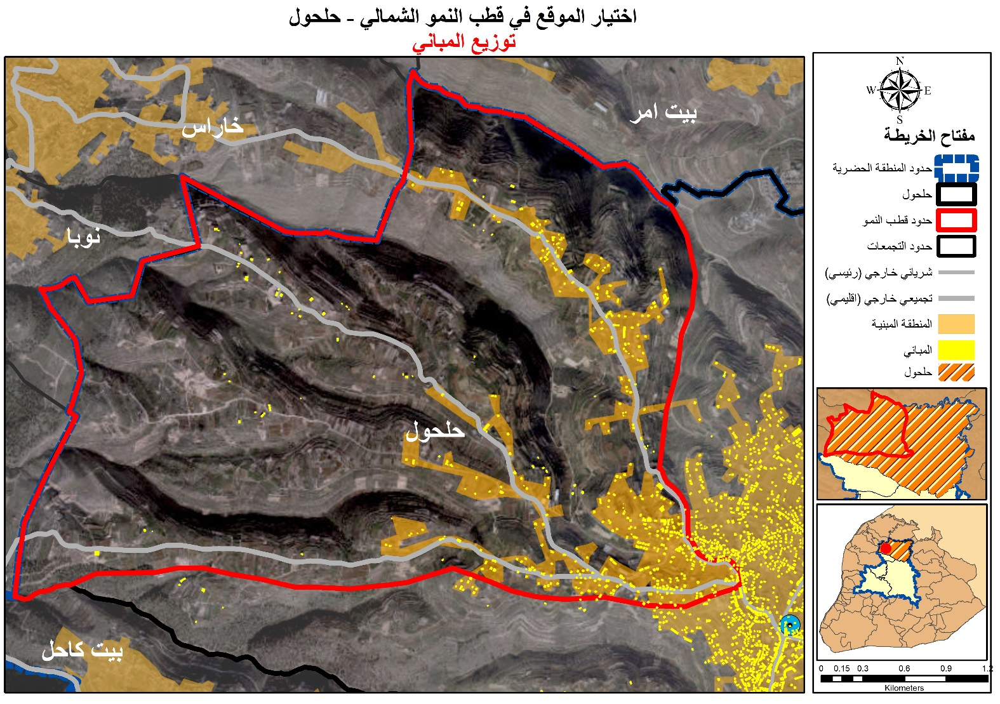 اختيار الموقع في قطب النمو الشمالي - حلحول
توزيع المباني
خاراس
بيت امر
نوبا
حلحول
بيت كاحل
N
W E
S
مفتاح الخريطة
حدود المنطقة الحضرية
حلحول
حدود قطب النمو
حدود التجمعات
شرياني خارجي (رئيسي)
تجميعي خارجي (اقليمي)
المنطقة المبنية
المباني
حلحول
0 0.15 0.3 0.6 0.9 1.2
Kilometers